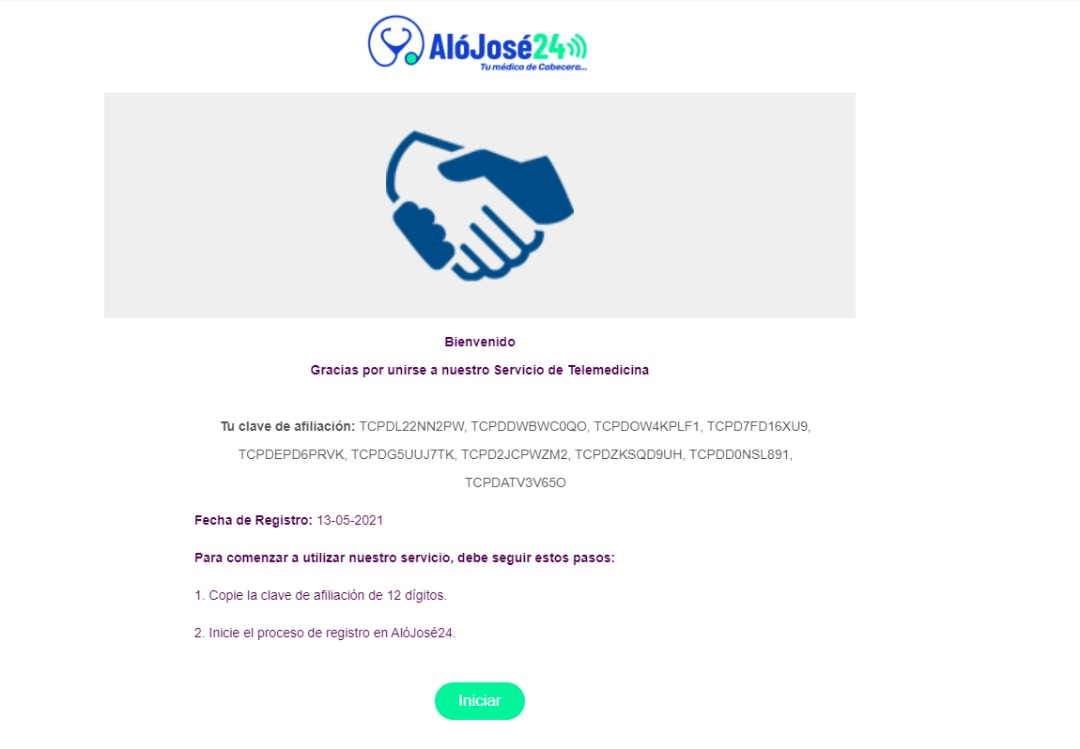 AlóJosé24
Tu médico de Cabecera...
Bienvenido
Gracias por unirse a nuestro Servicio de Telemedicina
Tu clave de afiliación: TCPDL22NN2PW, TCPDDWBWC0QO, TCPDOW4KPLF1, TCPD7FD16XU9,
TCPDEPD6PRVK, TCPDG5UUJ7TK, TCPD2JCPWZM2, TCPDZKSQD9UH, TCPDD0NSL891,
TCPDATV3V65O
Fecha de Registro: 13-05-2021
Para comenzar a utilizar nuestro servicio, debe seguir estos pasos:
1. Copie la clave de afiliación de 12 dígitos.
2. Inicie el proceso de registro en AlóJosé24.
Iniciar